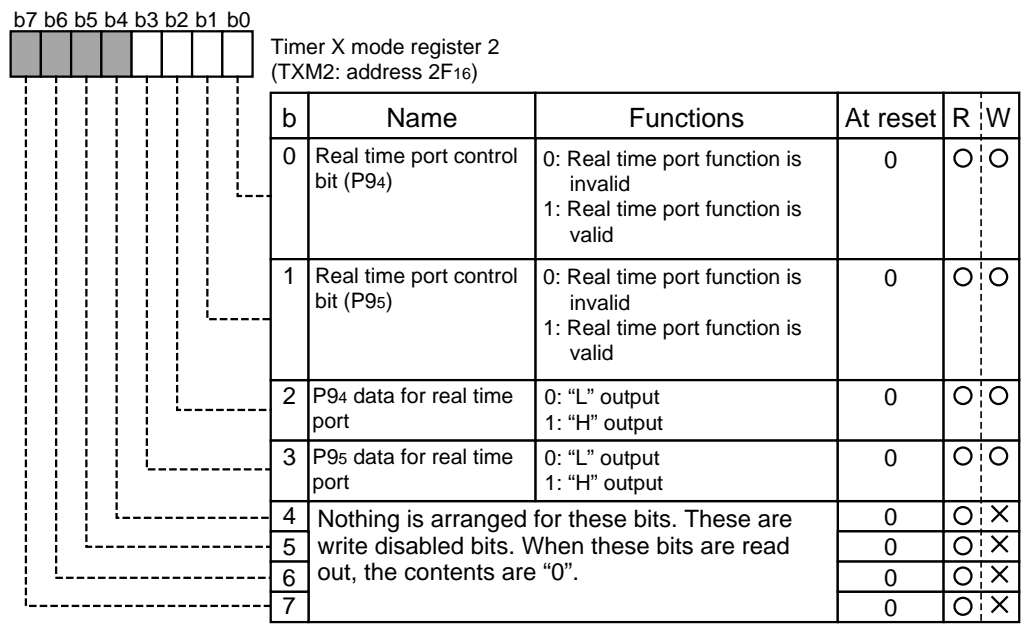 b7 b6 b5 b4 b3 b2 b1 b0
Timer X mode register 2
(TXM2: address 2F16)
b Name Functions At reset R W
0 Real time port control bit (P94) 0: Real time port function is 0 O O
invalid
1: Real time port function is
valid
1 Real time port control bit (P95) 0: Real time port function is 0 O O
invalid
1: Real time port function is
valid
2 P94 data for real time 0: “L” output 0 O O
port 1: “H” output
3 P95 data for real time 0: “L” output 0 O O
port 1: “H” output
4 Nothing is arranged for these bits. These are 0 O ×
5 write disabled bits. When these bits are read 0 O ×
6 out, the contents are “0”. 0 O ×
7 0 O ×